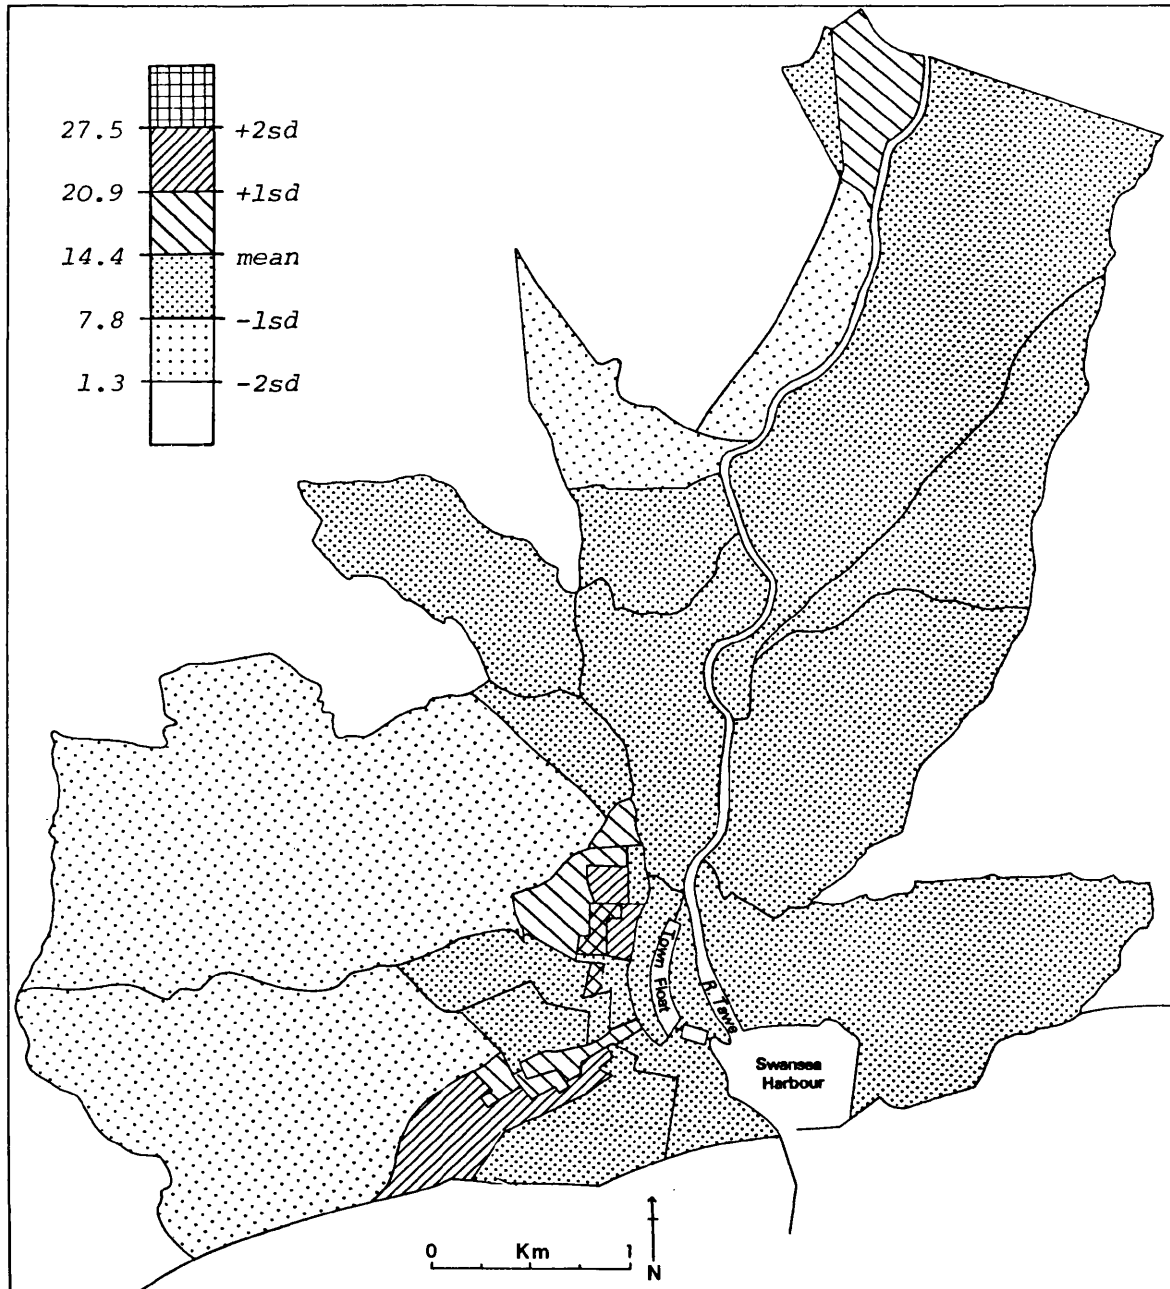 27.5 +2sd
20.9 +1sd
14.4 mean
7.8 -1sd
1.3 -2sd
Town Float
R. Tawe
Swansea
Harbour
0 Km 1
N